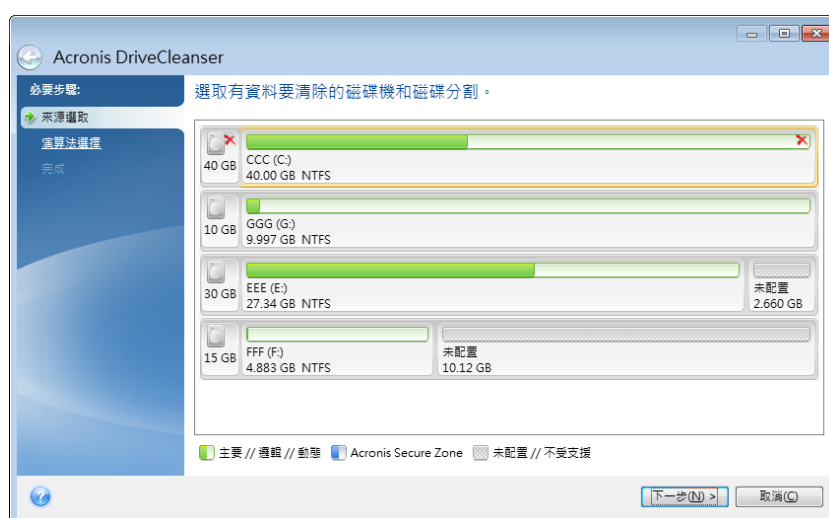 Acronis DriveCleanser
必要步驟:
來源選取
演算法選擇
完成
選取有資料要清除的磁碟機和磁碟分割。
40 GB
CCC (C:)
40.00 GB NTFS
10 GB
GGG (G:)
9.997 GB NTFS
30 GB
EEE (E:)
27.34 GB NTFS
未配置
2.660 GB
15 GB
FFF (F:)
4.883 GB NTFS
未配置
10.12 GB
主要 // 邏輯 // 動態 Acronis Secure Zone 未配置 // 不受支援
下一步(N) > 取消(C)